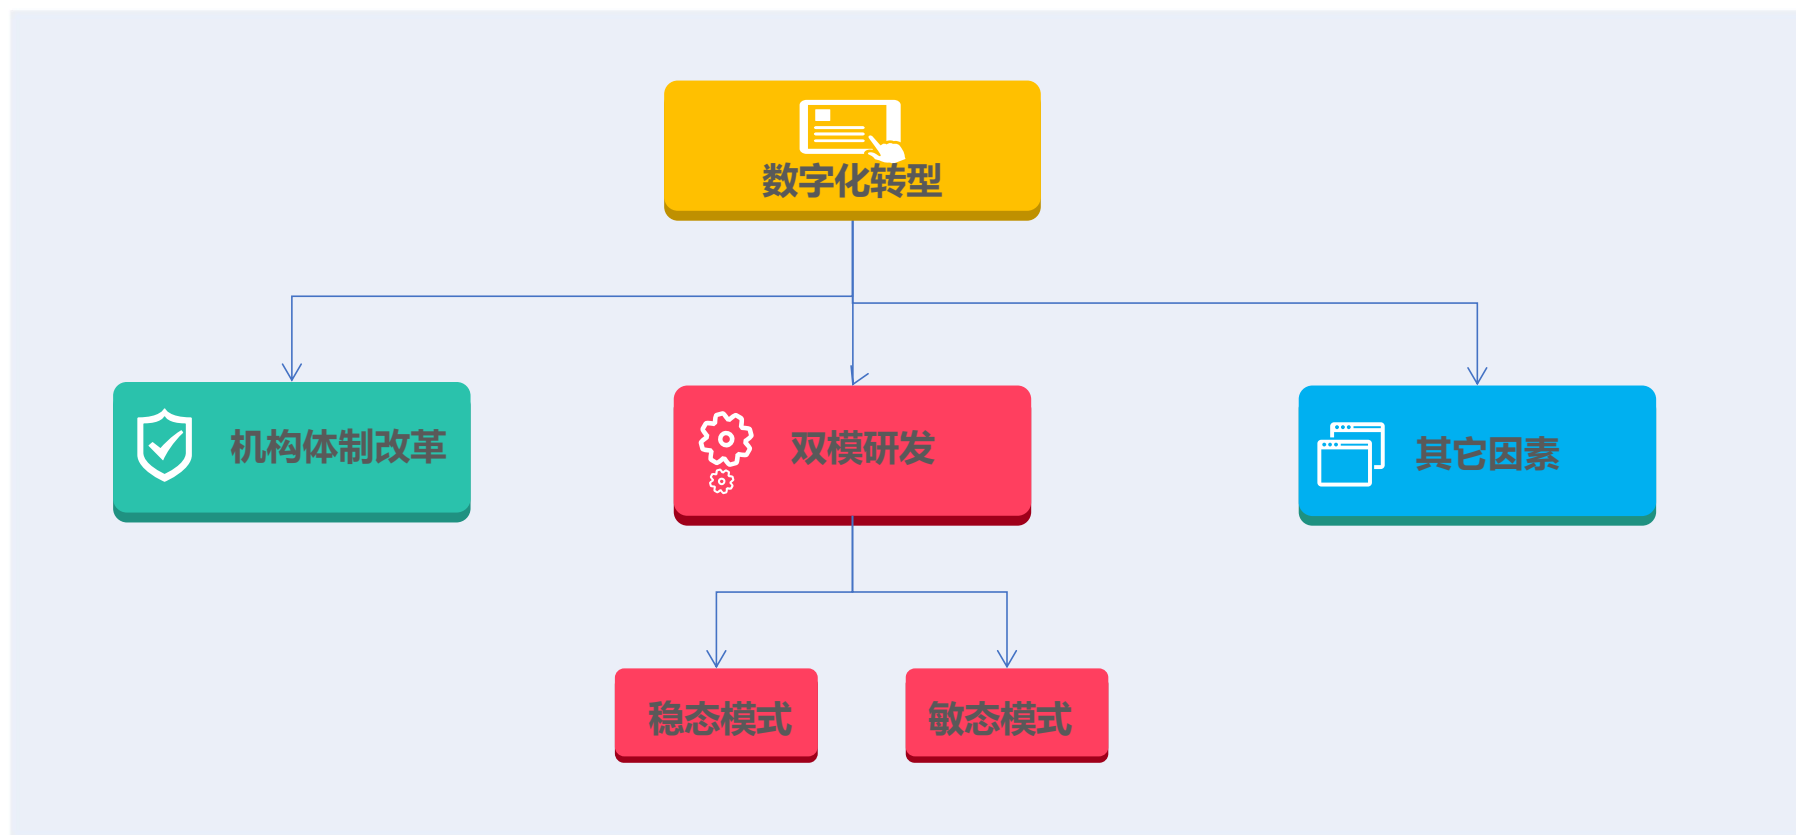 数字化转型
机构体制改革
双模研发
其它因素
稳态模式
敏态模式